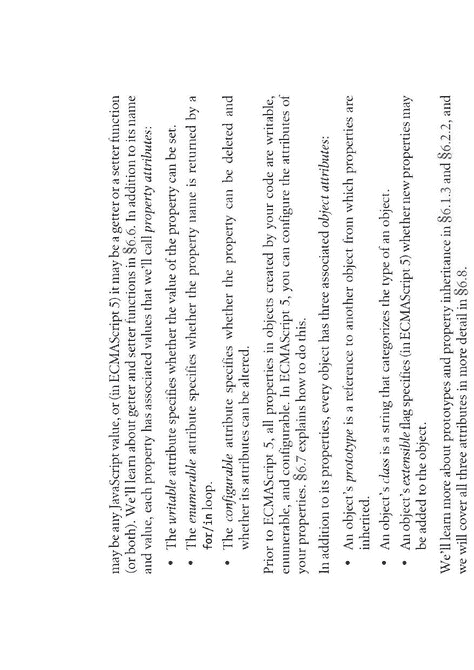 may be any JavaScript value, or (in ECMAScript 5) it may be a getter or a setter function
(or both). We'll learn about getter and setter functions in §6.6. In addition to its name
and value, each property has associated values that we'll call property attributes:
• The writable attribute specifies whether the value of the property can be set.
• The enumerable attribute specifies whether the property name is returned by a
for/in loop.
• The configurable attribute specifies whether the property can be deleted and
whether its attributes can be altered.
Prior to ECMAScript 5, all properties in objects created by your code are writable,
enumerable, and configurable. In ECMAScript 5, you can configure the attributes of
your properties. §6.7 explains how to do this.
In addition to its properties, every object has three associated object attributes:
• An object's prototype is a reference to another object from which properties are
inherited.
• An object's class is a string that categorizes the type of an object.
• An object's extensible flag specifies (in ECMAScript 5) whether new properties may
be added to the object.
We'll learn more about prototypes and property inheritance in §6.1.3 and §6.2.2, and
we will cover all three attributes in more detail in §6.8.